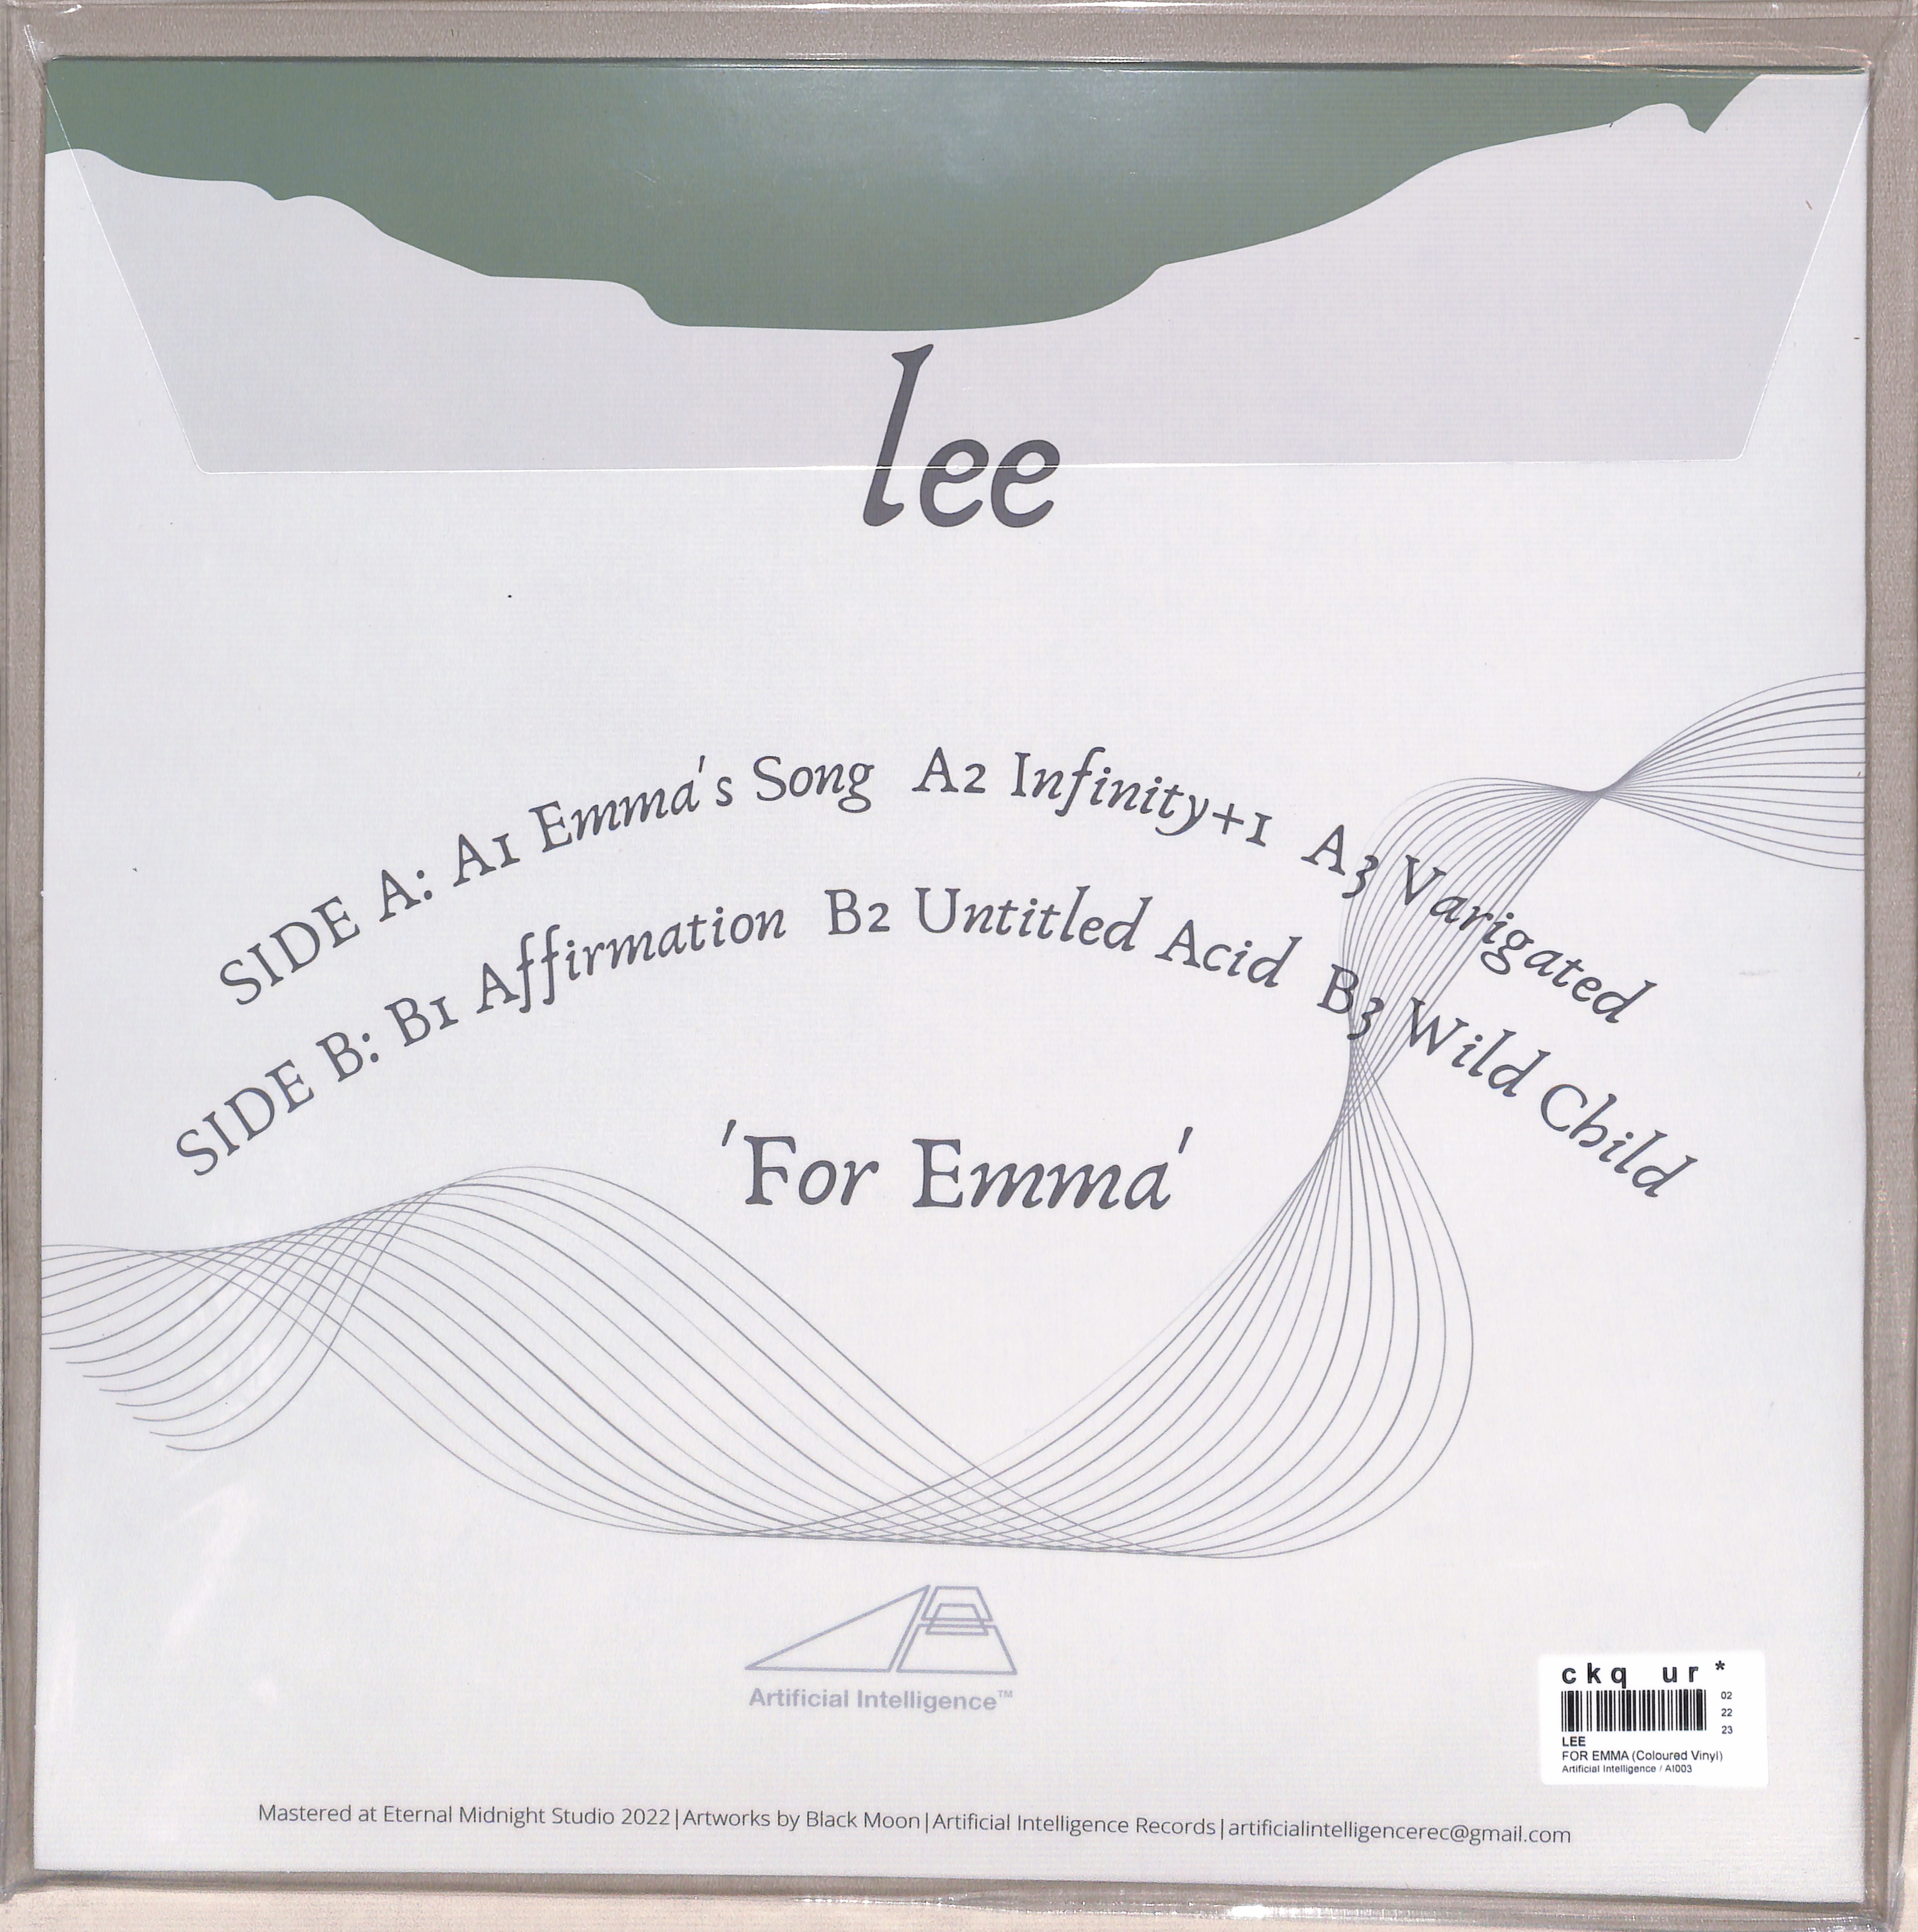 lee
SIDE A: A1 Emma's Song A2 Infinity+1 A3 Varigated
SIDE B: B1 Affirmation B2 Untitled Acid B3 Wild Child
'For Emma'
Artificial Intelligence™
ckq ur*
02
22
23
LEE
FOR EMMA (Coloured Vinyl)
Artificial Intelligence / AI003
Mastered at Eternal Midnight Studio 2022|Artworks by Black Moon|Artificial Intelligence Records|artificialintelligencerec@gmail.com